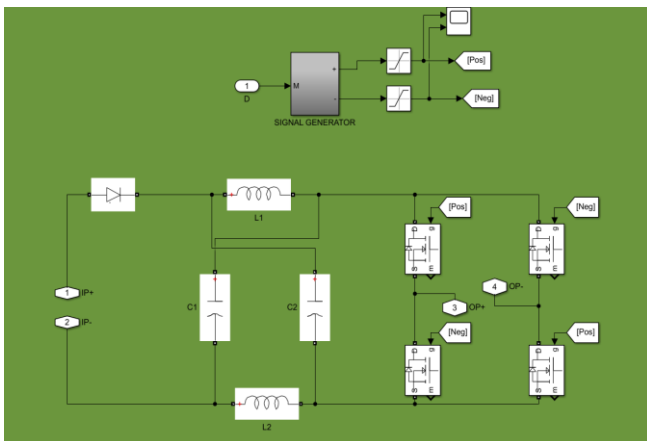 [Pos]
1
D
M
+
-
SIGNAL GENERATOR
[Neg]
+
L1
[Pos]
[Neg]
D
g
S
m
D
g
S
m
1
IP+
2
IP-
+
C1
+
C2
3
OP+
4
OP-
[Neg]
[Pos]
D
g
S
m
D
g
S
m
+
L2